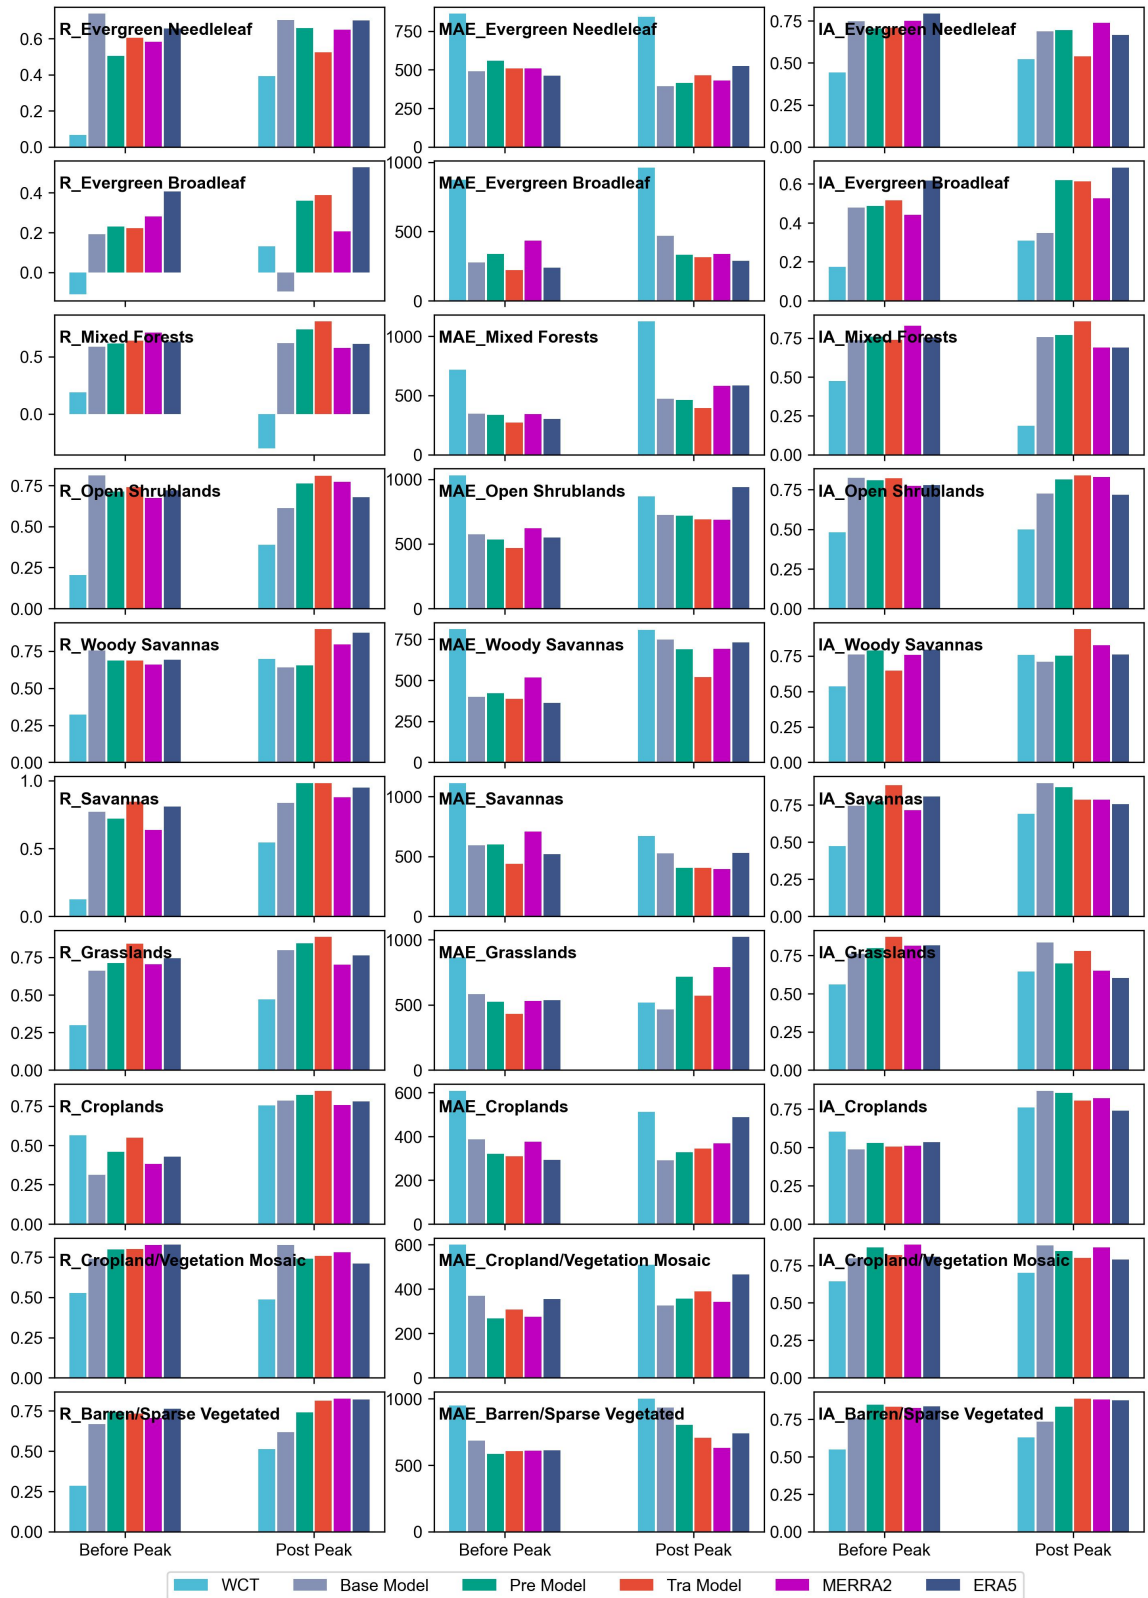 R_Evergreen Needleleaf
0.6
0.4
0.2
0.0
MAE_Evergreen Needleleaf
750
500
250
0
IA_Evergreen Needleleaf
0.75
0.50
0.25
0.00
R_Evergreen Broadleaf
0.4
0.2
0.0
MAE_Evergreen Broadleaf
1000
500
0
IA_Evergreen Broadleaf
0.6
0.4
0.2
0.0
R_Mixed Forests
0.5
0.0
MAE_Mixed Forests
1000
500
0
IA_Mixed Forests
0.75
0.50
0.25
0.00
R_Open Shrublands
0.75
0.50
0.25
0.00
MAE_Open Shrublands
1000
500
0
IA_Open Shrublands
0.75
0.50
0.25
0.00
R_Woody Savannas
0.75
0.50
0.25
0.00
MAE_Woody Savannas
750
500
250
0
IA_Woody Savannas
0.75
0.50
0.25
0.00
R_Savannas
1.0
0.5
0.0
MAE_Savannas
1000
500
0
IA_Savannas
0.75
0.50
0.25
0.00
R_Grasslands
0.75
0.50
0.25
0.00
MAE_Grasslands
1000
500
0
IA_Grasslands
0.75
0.50
0.25
0.00
R_Croplands
0.75
0.50
0.25
0.00
MAE_Croplands
600
400
200
0
IA_Croplands
0.75
0.50
0.25
0.00
R_Cropland/Vegetation Mosaic
0.75
0.50
0.25
0.00
MAE_Cropland/Vegetation Mosaic
600
400
200
0
IA_Cropland/Vegetation Mosaic
0.75
0.50
0.25
0.00
R_Barren/Sparse Vegetated
0.75
0.50
0.25
0.00
MAE_Barren/Sparse Vegetated
1000
500
0
IA_Barren/Sparse Vegetated
0.75
0.50
0.25
0.00
Before Peak
Post Peak
Before Peak
Post Peak
Before Peak
Post Peak
WCT
Base Model
Pre Model
Tra Model
MERRA2
ERA5